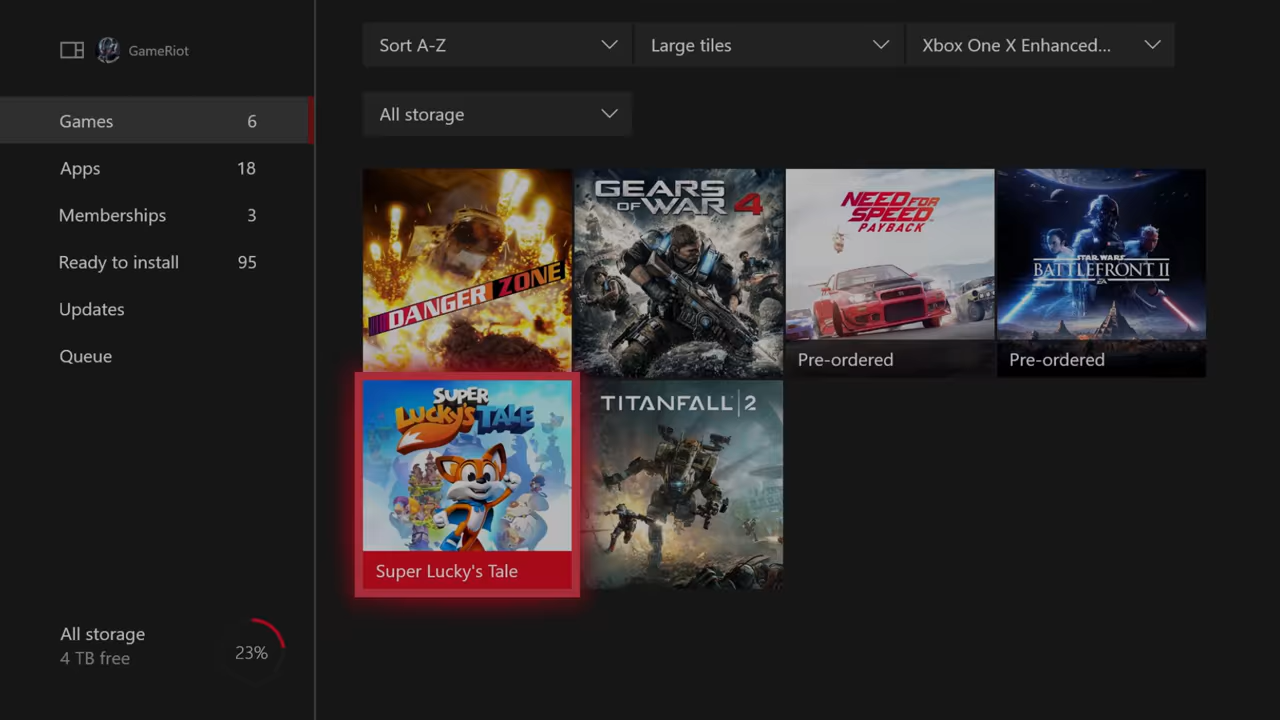 GameRiot
Games 6
Apps 18
Memberships 3
Ready to install 95
Updates
Queue
All storage
4 TB free
23%
Sort A-Z
Large tiles
Xbox One X Enhanced...
All storage
DANGER ZONE
GEARS
OF WAR 4
NEED FOR
SPEED
PAYBACK
Pre-ordered
STAR WARS
BATTLEFRONT II
EA
Pre-ordered
SUPER
LUCKY'S TALE
Super Lucky's Tale
TITANFALL|2